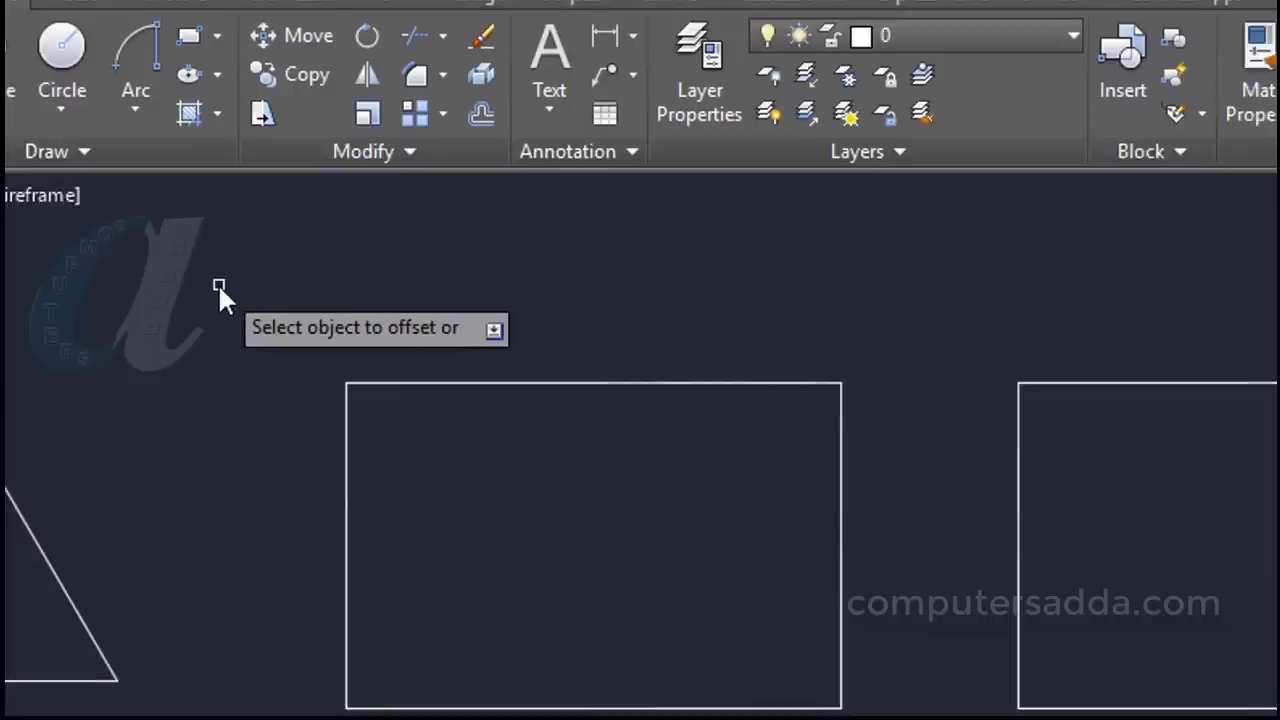 Move
0
Copy
Circle
Arc
Text
Layer
Properties
Insert
Mat
Prope
Draw
Modify
Annotation
Layers
Block
ireframe]
Select object to offset or
computersadda.com